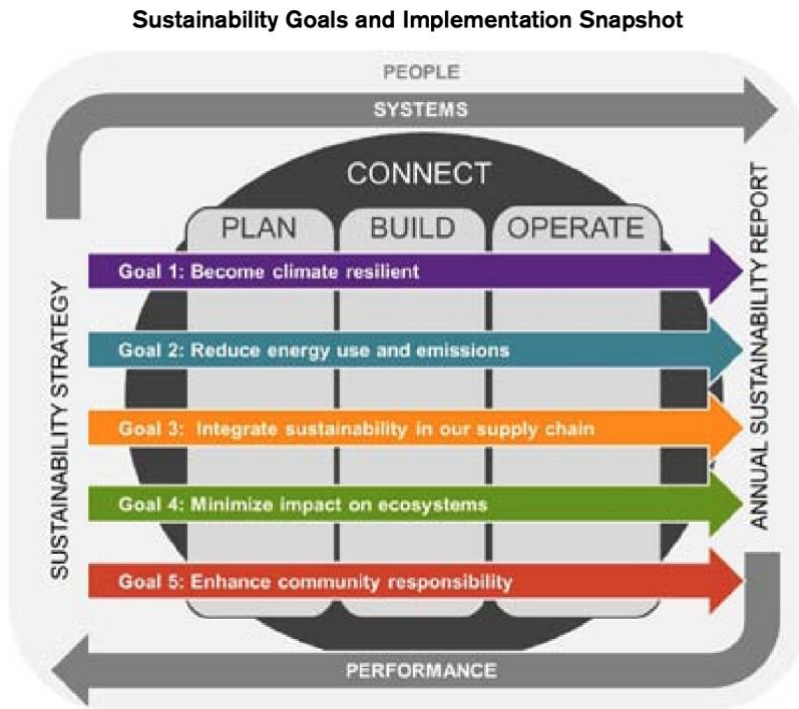 Sustainability Goals and Implementation Snapshot
PEOPLE
SYSTEMS
CONNECT
PLAN
BUILD
OPERATE
SUSTAINABILITY STRATEGY
Goal 1: Become climate resilient
Goal 2: Reduce energy use and emissions
Goal 3: Integrate sustainability in our supply chain
Goal 4: Minimize impact on ecosystems
Goal 5: Enhance community responsibility
ANNUAL SUSTAINABILITY REPORT
PERFORMANCE